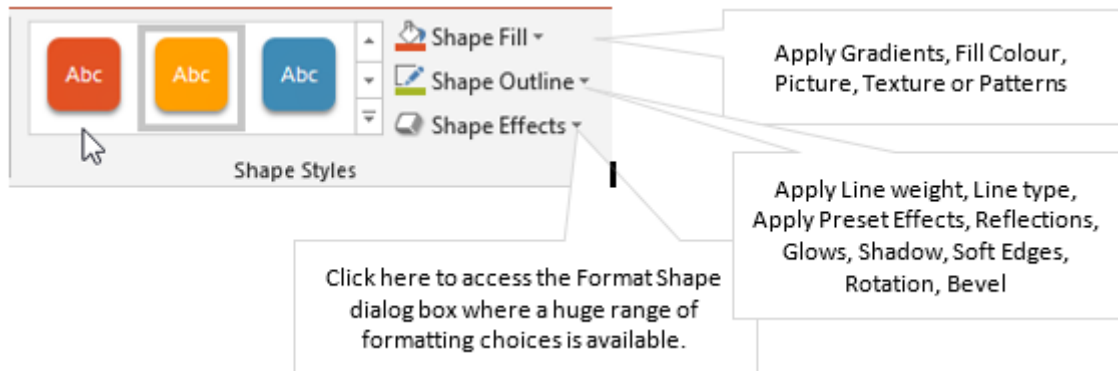 Abc Abc Abc
Shape Fill
Shape Outline
Shape Effects
Shape Styles
Apply Gradients, Fill Colour,
Picture, Texture or Patterns
Apply Line weight, Line type,
Apply Preset Effects, Reflections,
Glows, Shadow, Soft Edges,
Rotation, Bevel
Click here to access the Format Shape
dialog box where a huge range of
formatting choices is available.